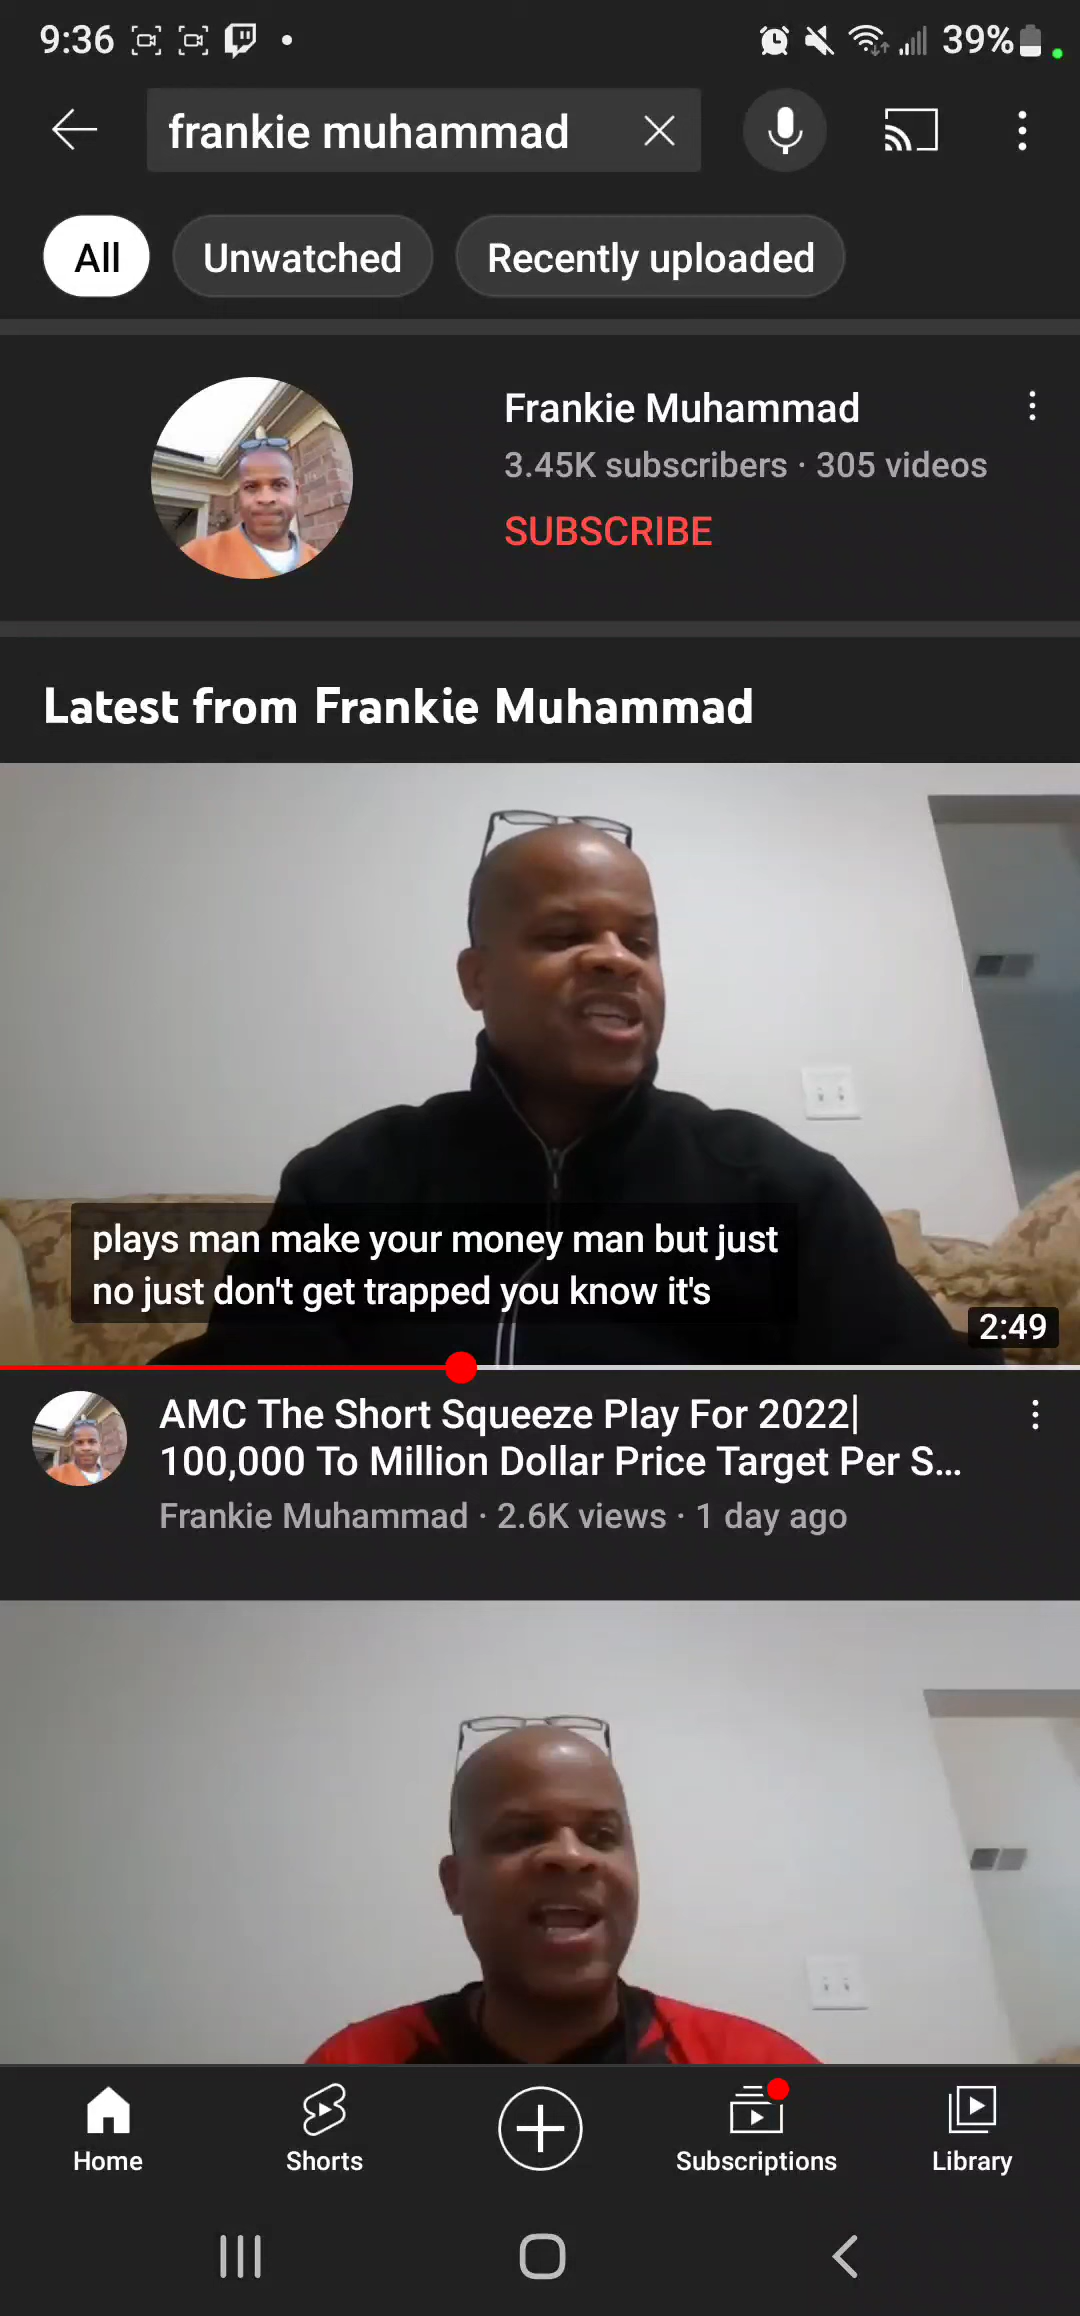 9:36
39%
frankie muhammad
All
Unwatched
Recently uploaded
Frankie Muhammad
3.45K subscribers · 305 videos
SUBSCRIBE
Latest from Frankie Muhammad
plays man make your money man but just
no just don't get trapped you know it's
2:49
AMC The Short Squeeze Play For 2022|
100,000 To Million Dollar Price Target Per S...
Frankie Muhammad · 2.6K views · 1 day ago
Home
Shorts
Subscriptions
Library